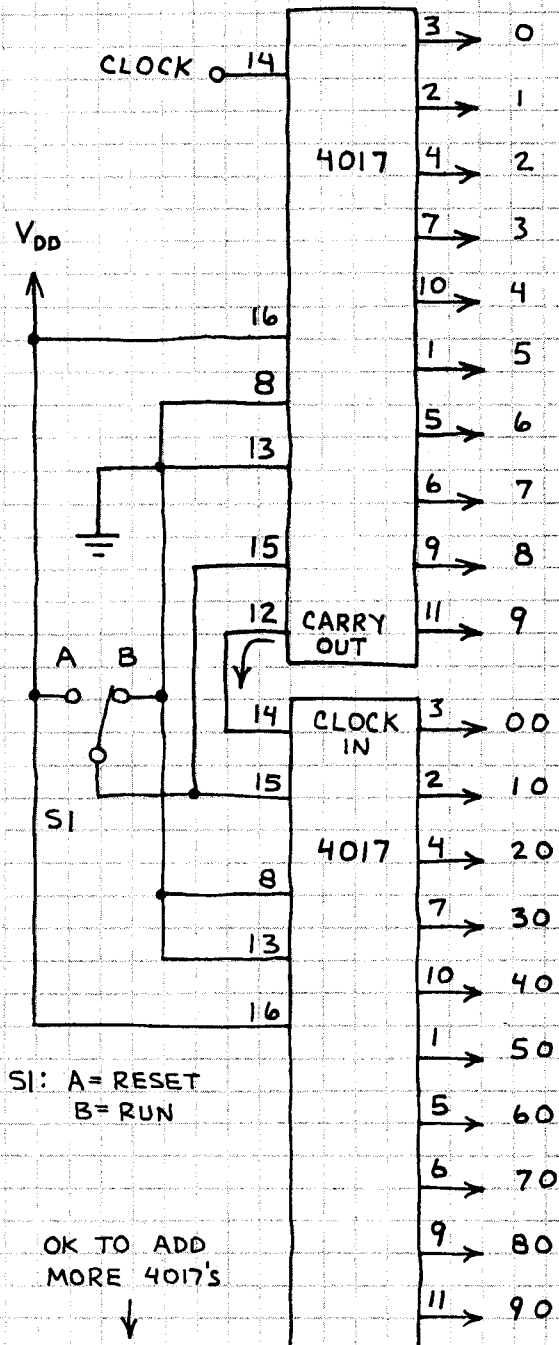 CLOCK 14
4017
3 0
2 1
4 2
7 3
10 4
1 5
5 6
6 7
9 8
11 9
VDD
16
8
13
15
12 CARRY
OUT
A B
S1
14 CLOCK
IN
15
4017
8
13
16
3 00
2 10
4 20
7 30
10 40
1 50
5 60
6 70
9 80
11 90
S1: A = RESET
B = RUN
OK TO ADD
MORE 4017's